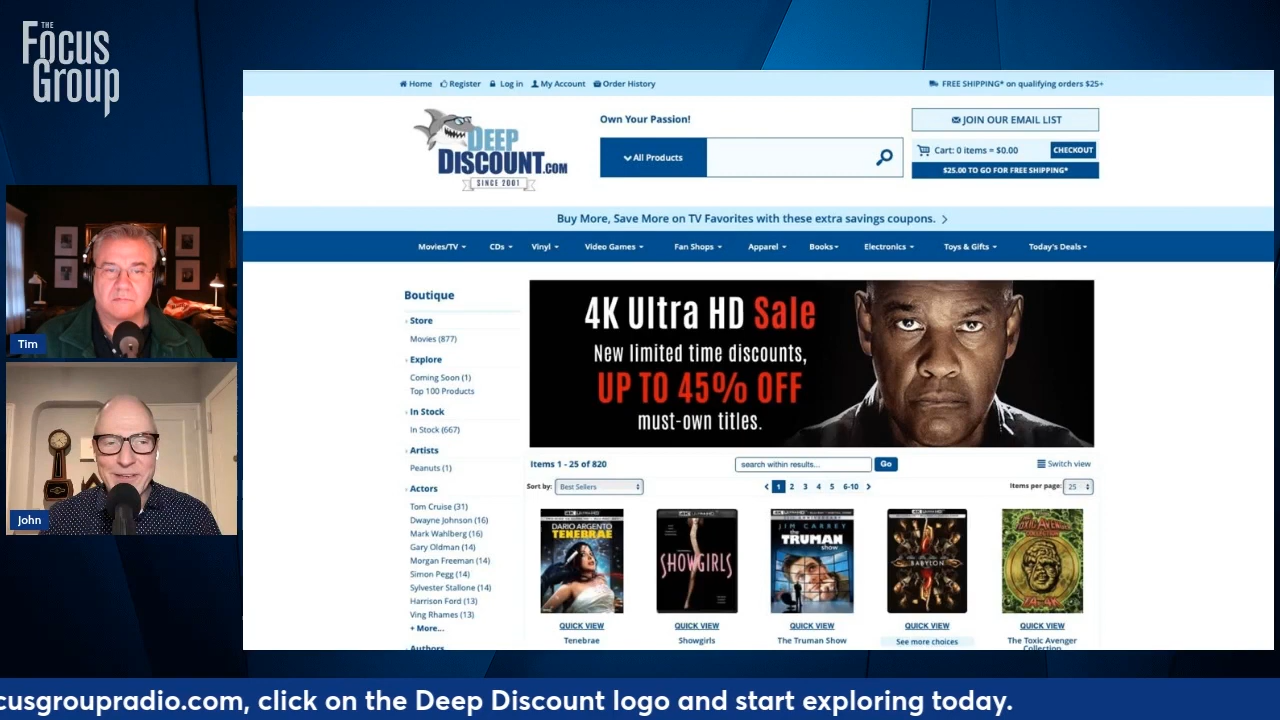 THE
Focus
Group
Home Register Log in My Account Order History
FREE SHIPPING* on qualifying orders $25+
DEEP
DISCOUNT.COM
SINCE 2001
Own Your Passion!
All Products
JOIN OUR EMAIL LIST
Cart: 0 items = $0.00 CHECKOUT
$25.00 TO GO FOR FREE SHIPPING*
Buy More, Save More on TV Favorites with these extra savings coupons. >
Movies/TV CDs Vinyl Video Games Fan Shops Apparel Books Electronics Toys & Gifts Today's Deals
Boutique
Store
Movies (877)
Explore
Coming Soon (1)
Top 100 Products
In Stock
In Stock (667)
Artists
Peanuts (1)
Actors
Tom Cruise (31)
Dwayne Johnson (16)
Mark Wahlberg (16)
Gary Oldman (14)
Morgan Freeman (14)
Simon Pegg (14)
Sylvester Stallone (14)
Harrison Ford (13)
Ving Rhames (13)
+ More...
Authors
4K Ultra HD Sale
New limited time discounts,
UP TO 45% OFF
must-own titles.
Items 1 - 25 of 820
search within results... Go
Switch view
Sort by: Best Sellers
< 1 2 3 4 5 6-10 >
Items per page: 25
DARIO ARGENTO
TENEBRAE
SHOWGIRLS
JIM CARREY
the
TRUMAN
show
BABYLON
TOXIC AVENGER
COLLECTION
QUICK VIEW QUICK VIEW QUICK VIEW QUICK VIEW QUICK VIEW
Tenebrae Showgirls The Truman Show See more choices The Toxic Avenger
Collection
Tim
John
cusgroupradio.com, click on the Deep Discount logo and start exploring today.